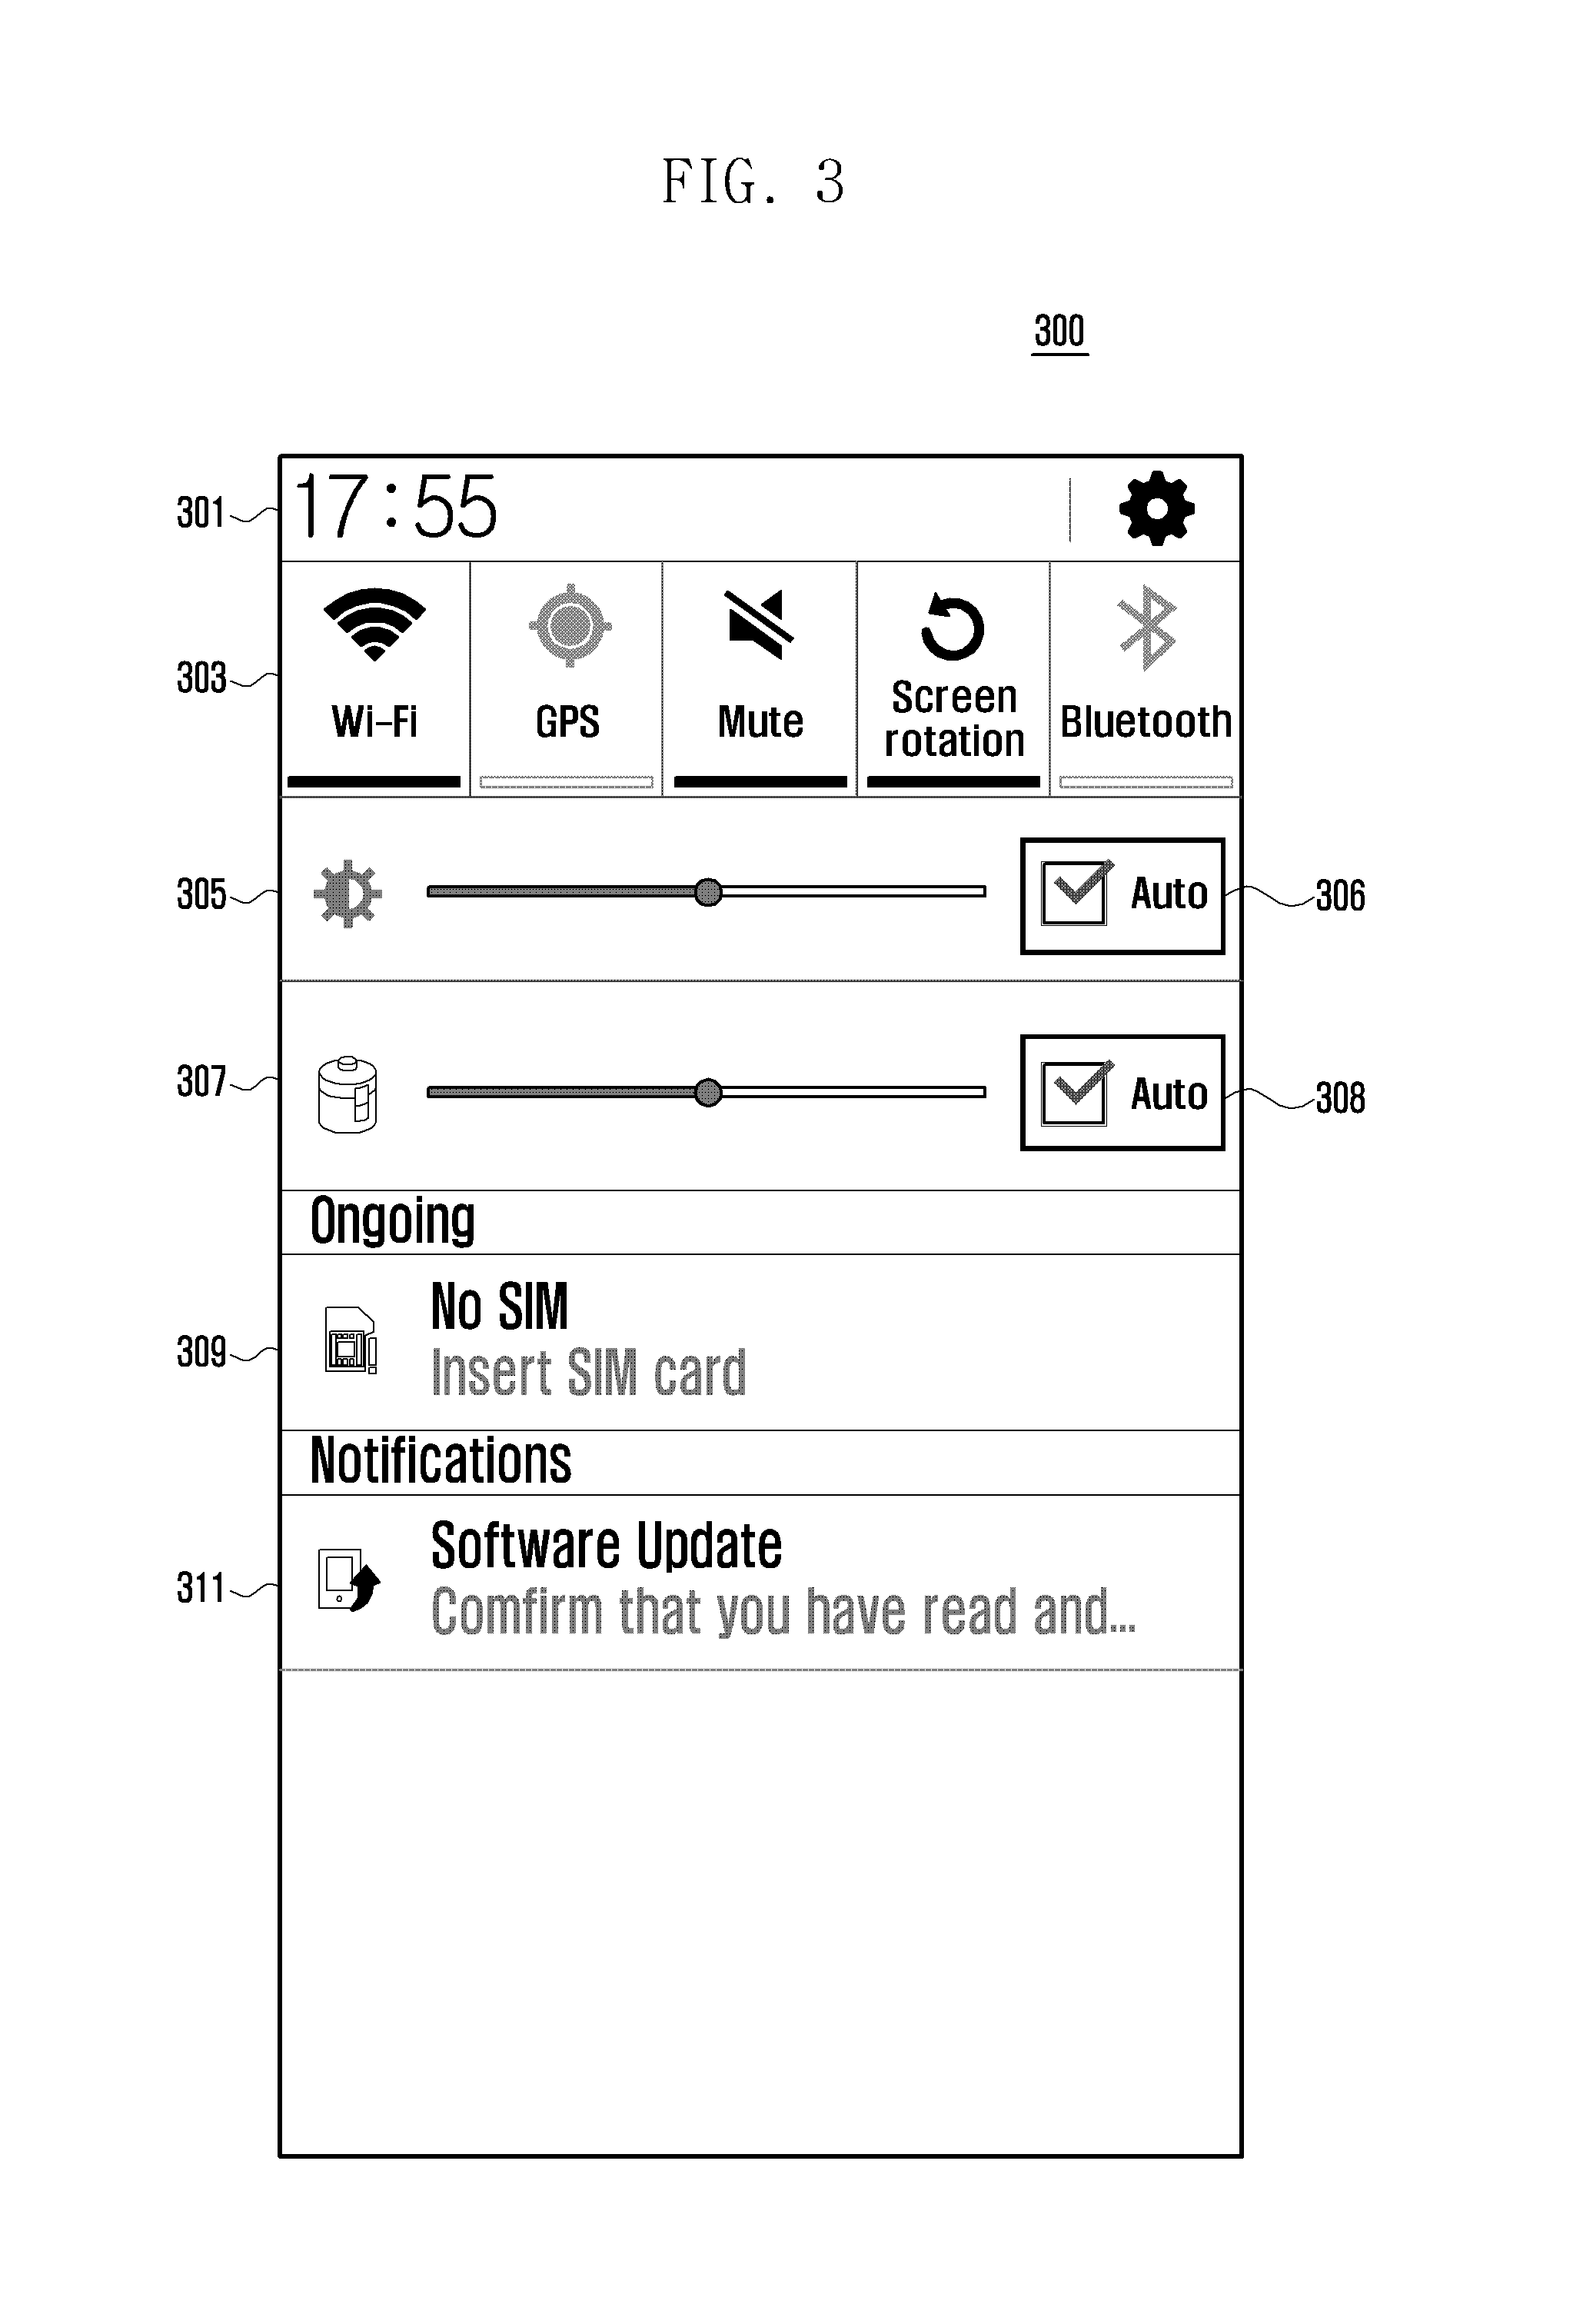 FIG. 3
300
301
17:55
303
Wi-Fi
GPS
Mute
Screen
rotation
Bluetooth
305
Auto
306
307
Auto
308
Ongoing
309
No SIM
Insert SIM card
Notifications
311
Software Update
Comfirm that you have read and...